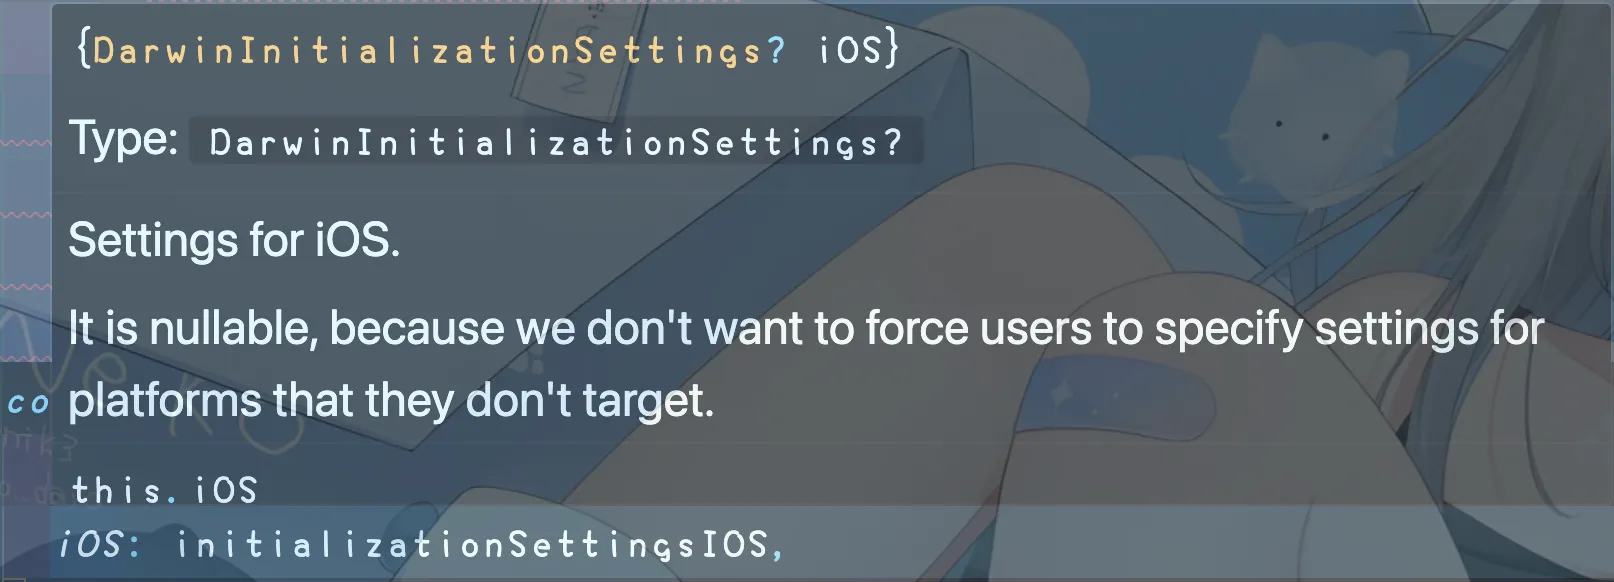 {DarwinInitializationSettings? iOS}
Type: DarwinInitializationSettings?
Settings for iOS.
It is nullable, because we don't want to force users to specify settings for
platforms that they don't target.
co
this. iOS
iOS: initializationSettingsIOS,